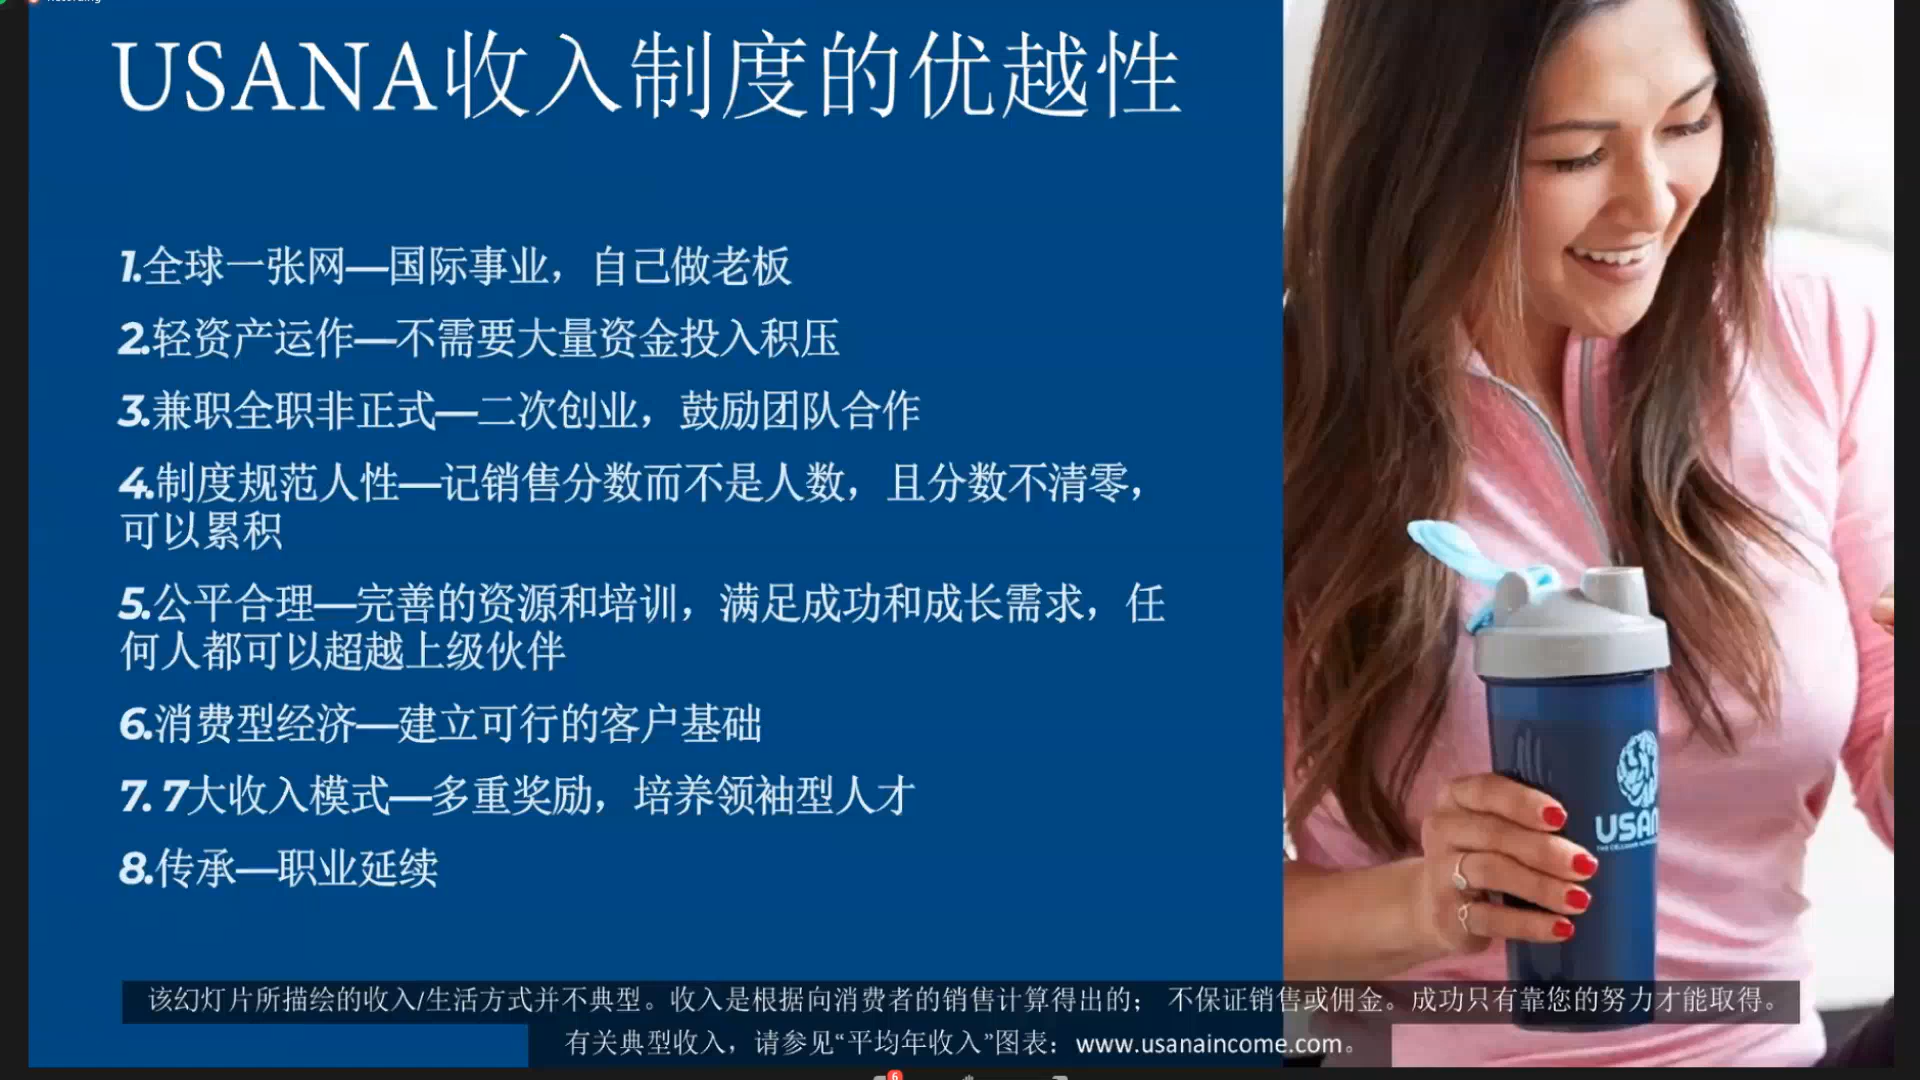 USANA收入制度的优越性
1.全球一张网—国际事业，自己做老板
2.轻资产运作—不需要大量资金投入积压
3.兼职全职非正式—二次创业，鼓励团队合作
4.制度规范人性—记销售分数而不是人数，且分数不清零，
可以累积
5.公平合理—完善的资源和培训，满足成功和成长需求，任
何人都可以超越上级伙伴
6.消费型经济—建立可行的客户基础
7. 7大收入模式—多重奖励，培养领袖型人才
8.传承—职业延续
USAN
该幻灯片所描绘的收入/生活方式并不典型。收入是根据向消费者的销售计算得出的； 不保证销售或佣金。成功只有靠您的努力才能取得。
有关典型收入，请参见“平均年收入”图表：www.usanaincome.com。
6